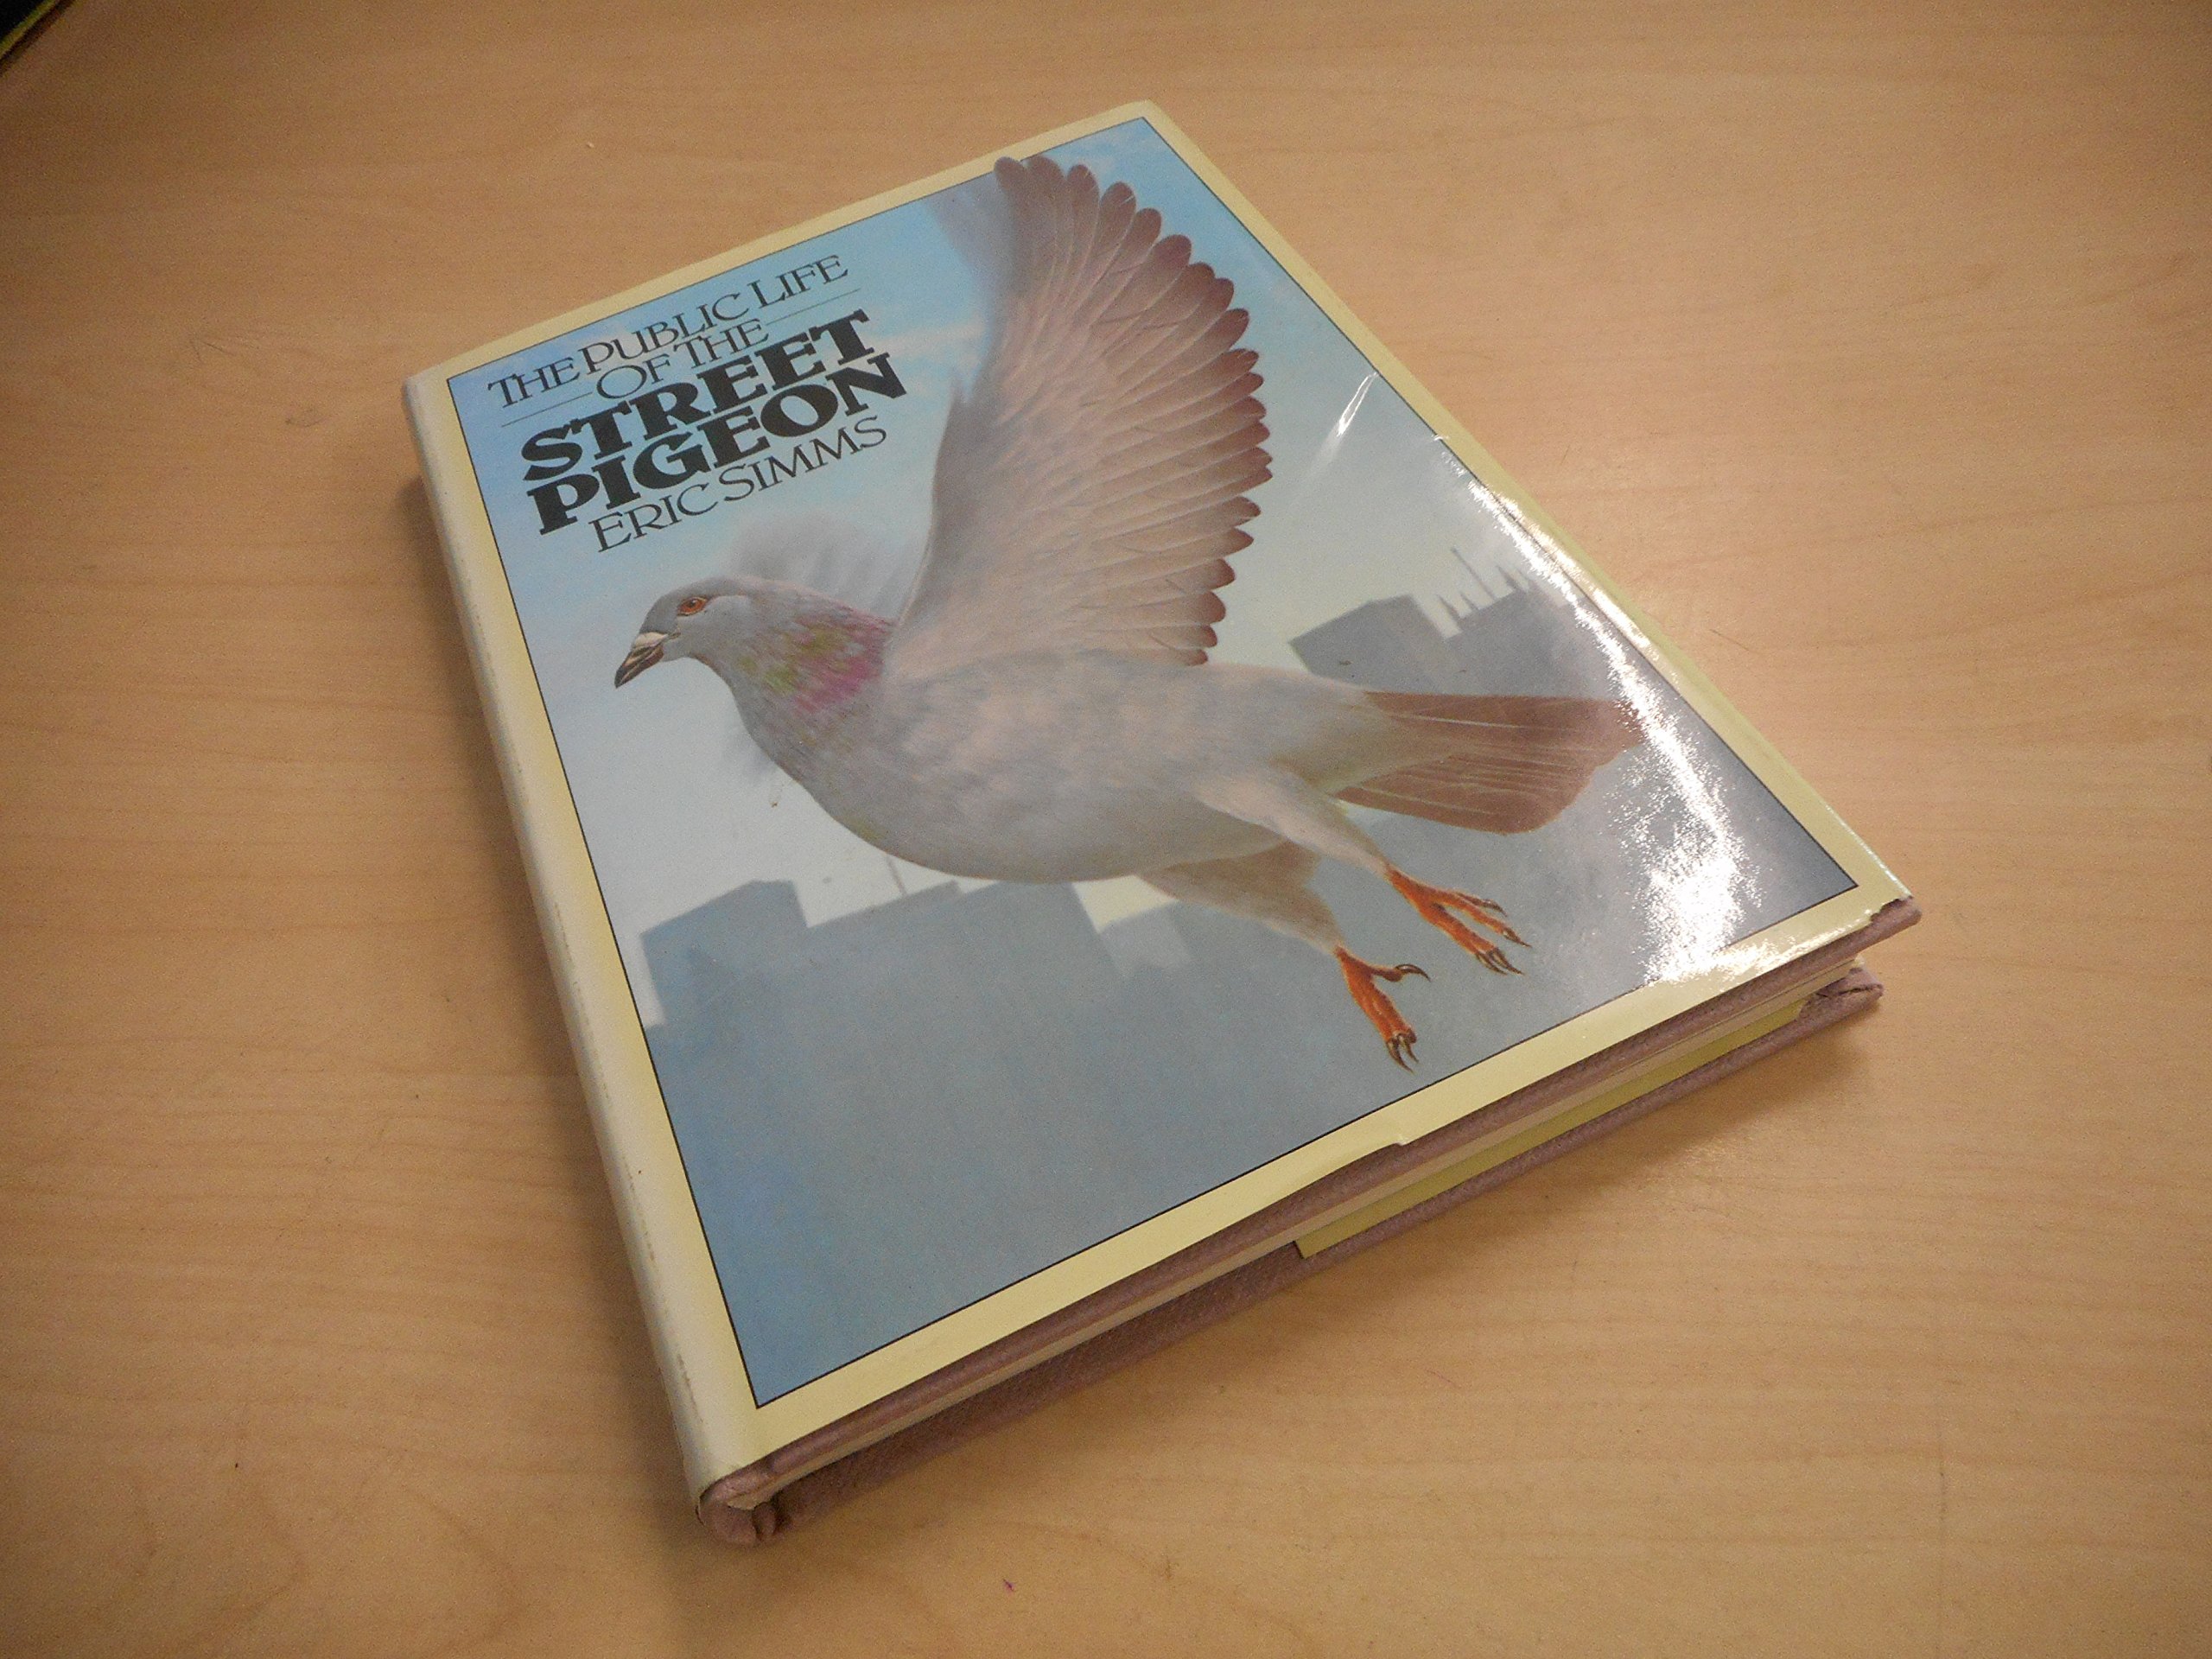 THE PUBLIC LIFE
OF THE
STREET
PIGEON
ERIC SIMMS